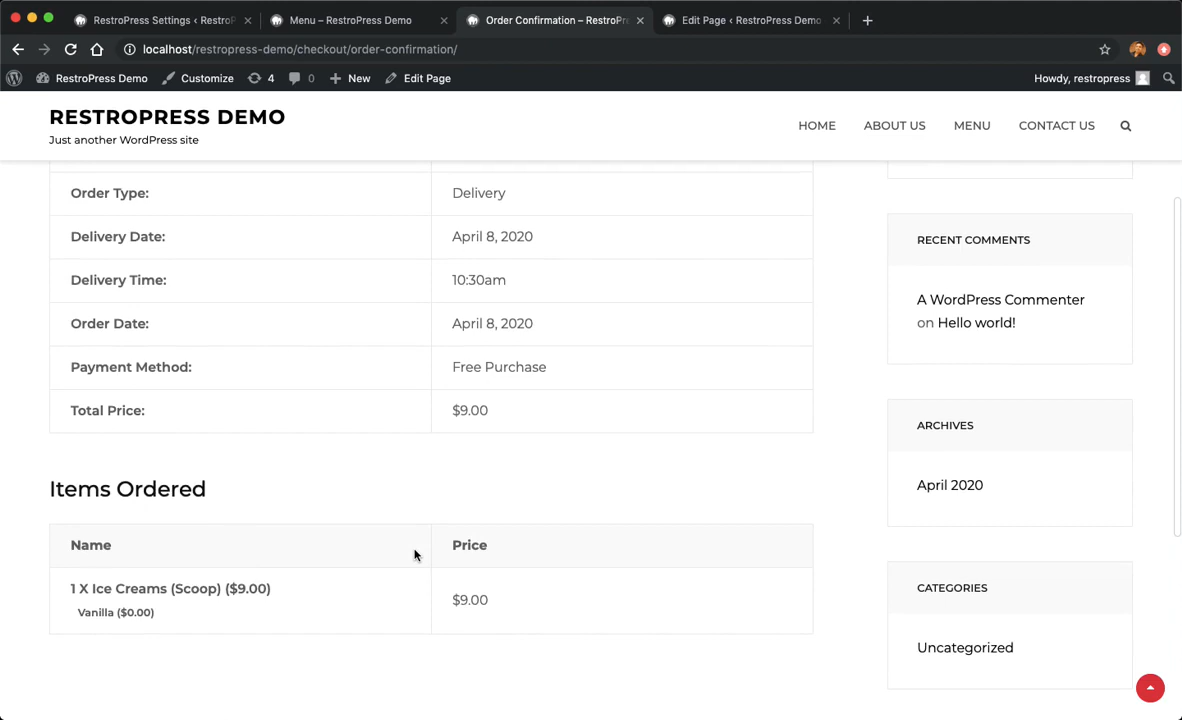 RestroPress Settings ‹ RestroP
Menu – RestroPress Demo
Order Confirmation – RestroPre
Edit Page ‹ RestroPress Demo
localhost/restropress-demo/checkout/order-confirmation/
RestroPress Demo
Customize
4
0
New
Edit Page
Howdy, restropress
RESTROPRESS DEMO
Just another WordPress site
HOME
ABOUT US
MENU
CONTACT US
Order Type: Delivery
Delivery Date: April 8, 2020
Delivery Time: 10:30am
Order Date: April 8, 2020
Payment Method: Free Purchase
Total Price: $9.00
Items Ordered
Name Price
1 X Ice Creams (Scoop) ($9.00)
Vanilla ($0.00)
$9.00
RECENT COMMENTS
A WordPress Commenter
on Hello world!
ARCHIVES
April 2020
CATEGORIES
Uncategorized